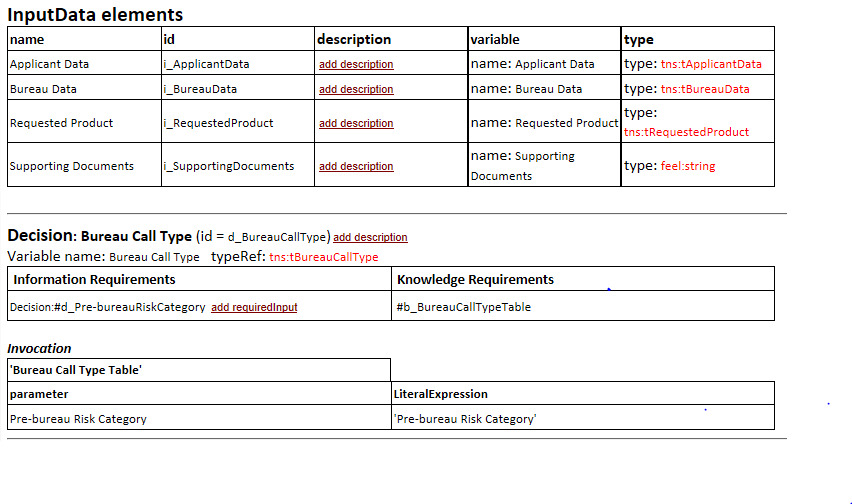 InputData elements
name id description variable type
Applicant Data i_ApplicantData add description name: Applicant Data type: tns:tApplicantData
Bureau Data i_BureauData add description name: Bureau Data type: tns:tBureauData
Requested Product i_RequestedProduct add description name: Requested Product type: tns:tRequestedProduct
Supporting Documents i_SupportingDocuments add description name: Supporting Documents type: feel:string
Decision: Bureau Call Type (id = d_BureauCallType) add description
Variable name: Bureau Call Type typeRef: tns:tBureauCallType
Information Requirements Knowledge Requirements
Decision:#d_Pre-bureauRiskCategory add requiredInput #b_BureauCallTypeTable
Invocation
'Bureau Call Type Table'
parameter LiteralExpression
Pre-bureau Risk Category 'Pre-bureau Risk Category'